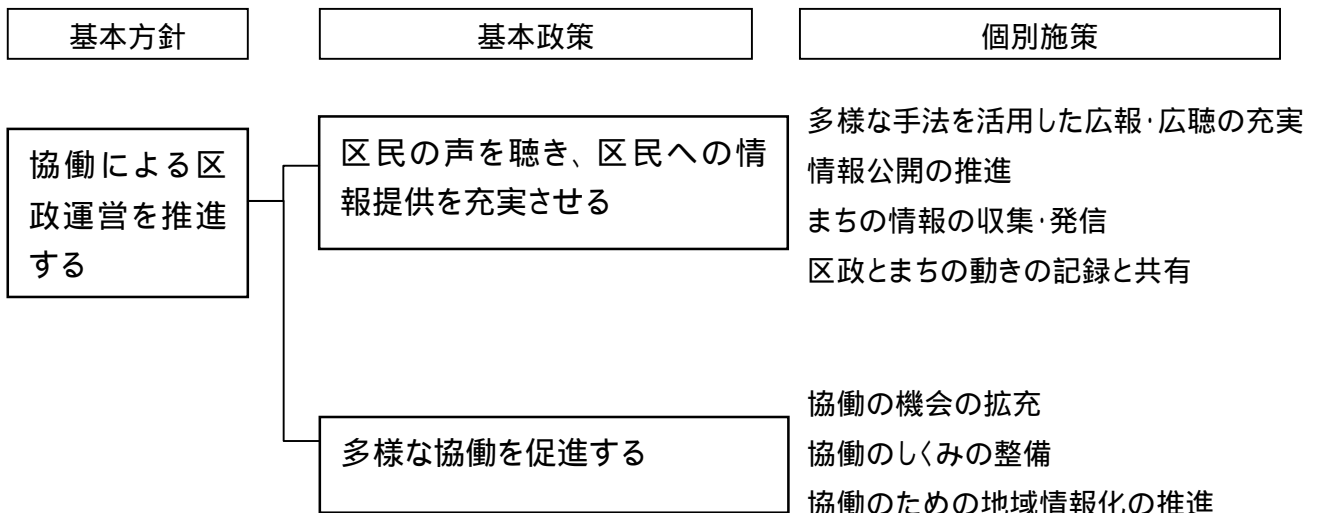 基本方針
基本政策
個別施策
協働による区
政運営を推進
する
区民の声を聴き、区民への情
報提供を充実させる
多様な手法を活用した広報・広聴の充実
情報公開の推進
まちの情報の収集・発信
区政とまちの動きの記録と共有
多様な協働を促進する
協働の機会の拡充
協働のしくみの整備
協働のための地域情報化の推進